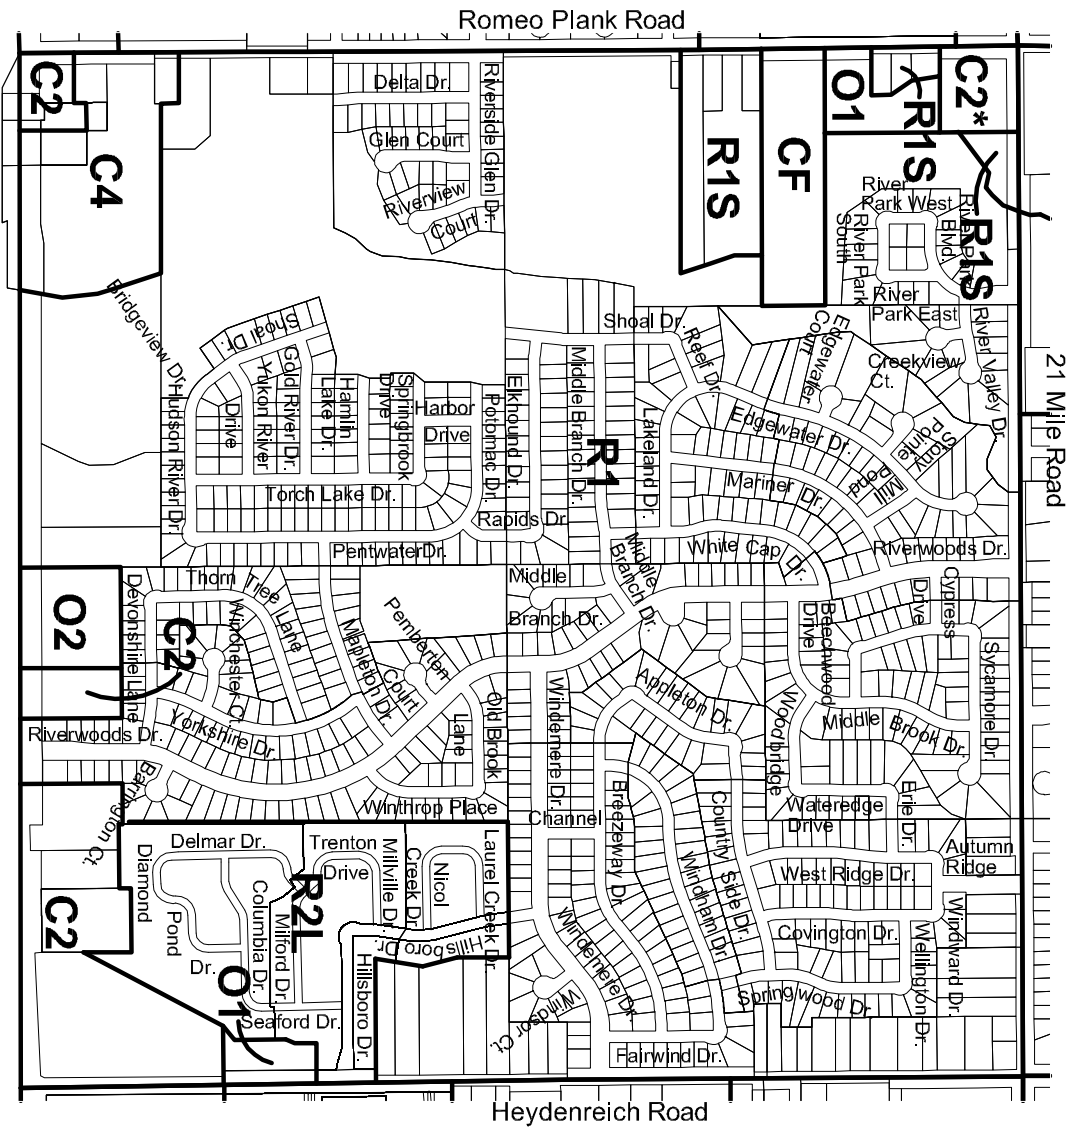 Romeo Plank Road
C2
C4
Delta Dr.
Glen Court
Riverview
Court
Riverside Glen Dr.
R1S
CF
O1
R1S
C2*
River
Park West
River Park
Blvd.
River Park
South
River
Park East
R1S
21 Mile Road
Bridgeview Dr.
Shoal Dr.
Hudson River Dr.
Yukon River
Drive
Gold River Dr.
Hamlin
Lake Dr.
Springbrook
Drive
Harbor
Drive
Potomac Dr.
Elkhound Dr.
Middle Branch Dr.
R1
Shoal Dr.
Reef Dr.
Lakeland Dr.
Edgewater
Court
Creekview
Ct.
River Valley Dr.
Edgewater Dr.
Stony
Pointe
Mill
Pond
Mariner Dr.
Torch Lake Dr.
Rapids Dr.
Pentwater Dr.
White Cap Dr.
Riverwoods Dr.
O2
C2
Devonshire Lane
Thorn Tree Lane
Winchester Ct.
Mapleton Dr.
Pemberton
Court
Middle
Branch Dr.
Middle
Branch Dr.
Beechwood
Drive
Cypress
Drive
Sycamore Dr.
Middle Brook Dr.
Woodbridge
Appleton Dr.
Windemere Dr.
Old Brook
Lane
Riverwoods Dr.
Yorkshire Dr.
Barington Ct.
Winthrop Place
Channel
Breezeway Dr.
Country Side Dr.
Windham Dr.
Wateredge
Drive
Erie Dr.
Autumn
Ridge
West Ridge Dr.
Covington Dr.
Wellington Dr.
Windward Dr.
Springwood Dr.
C2
Delmar Dr.
Diamond
Pond
Dr.
Columbia Dr.
Milford Dr.
R2L
Trenton
Drive
Millville Dr.
Nicol
Creek Dr.
Laurel Creek Dr.
Hillsboro Dr.
Hillsboro Dr.
O1
Seaford Dr.
Windemere Dr.
Windsor Ct.
Fairwind Dr.
Heydenreich Road